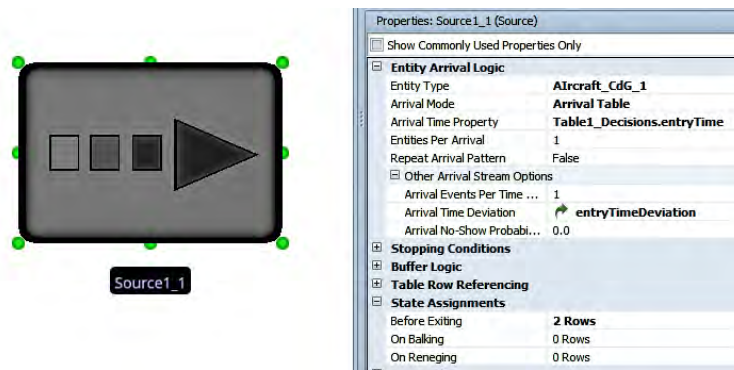 Source1_1
Properties: Source1_1 (Source)
Show Commonly Used Properties Only
Entity Arrival Logic
Entity Type AIrcraft_CdG_1
Arrival Mode Arrival Table
Arrival Time Property Table1_Decisions.entryTime
Entities Per Arrival 1
Repeat Arrival Pattern False
Other Arrival Stream Options
Arrival Events Per Time ... 1
Arrival Time Deviation entryTimeDeviation
Arrival No-Show Probabi... 0.0
Stopping Conditions
Buffer Logic
Table Row Referencing
State Assignments
Before Exiting 2 Rows
On Balking 0 Rows
On Reneging 0 Rows